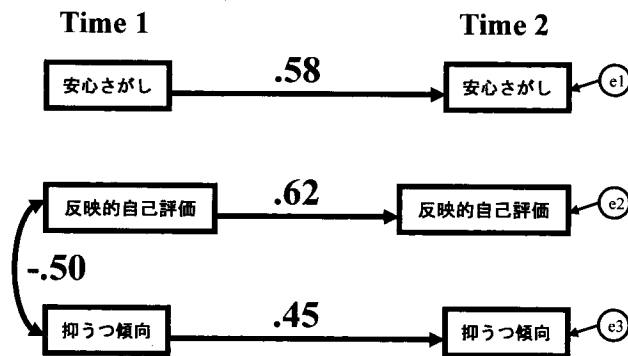 Time 1
Time 2
安心さがし
.58
安心さがし
e1
反映的自己評価
.62
反映的自己評価
e2
-.50
抑うつ傾向
.45
抑うつ傾向
e3